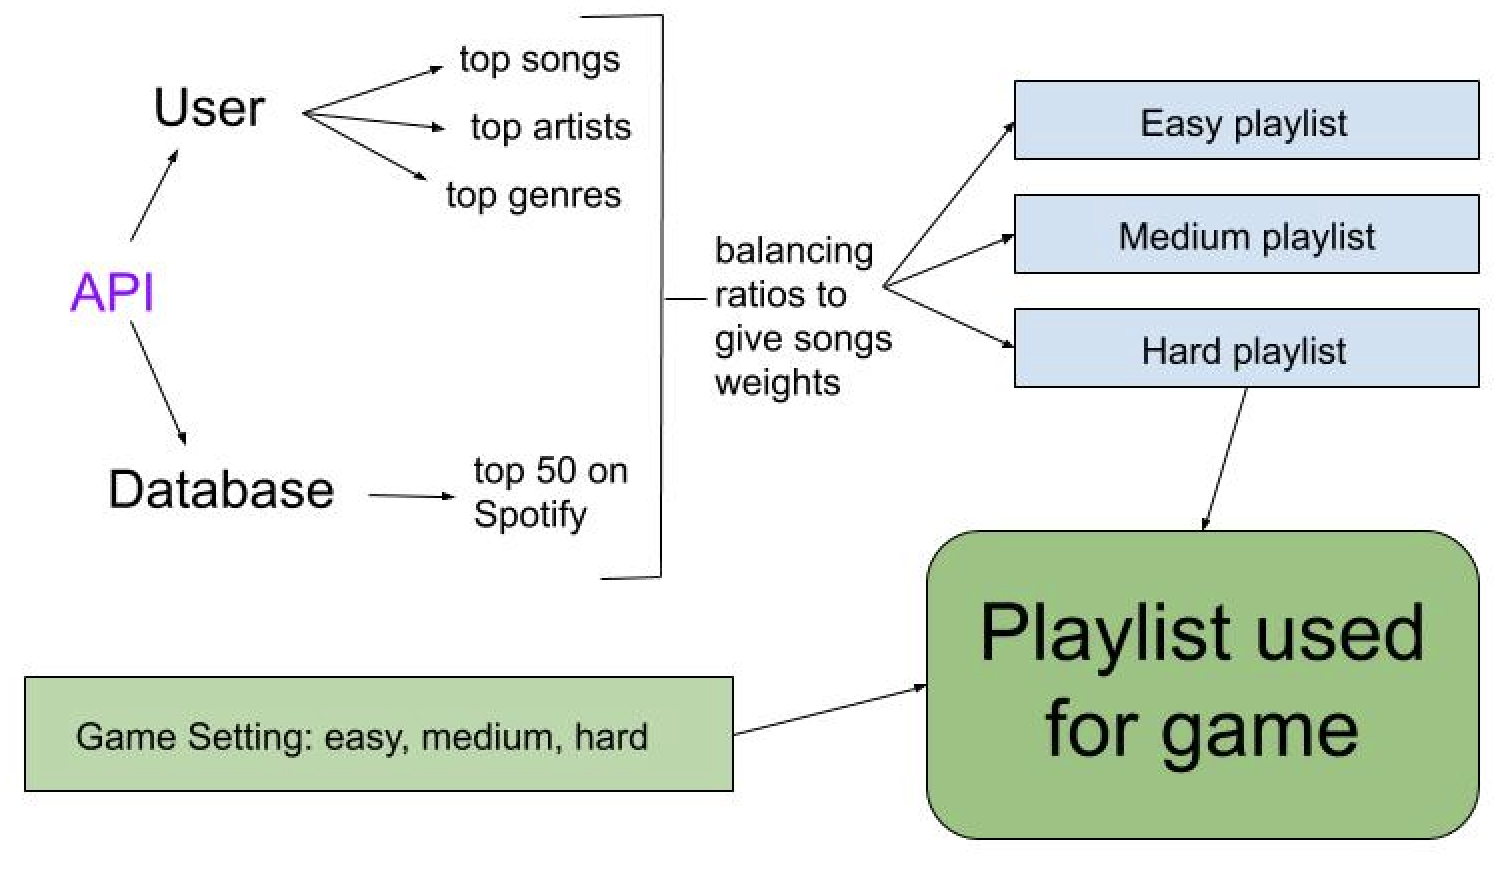 User
top songs
top artists
top genres
API
Database
top 50 on
Spotify
balancing
ratios to
give songs
weights
Easy playlist
Medium playlist
Hard playlist
Game Setting: easy, medium, hard
Playlist used
for game